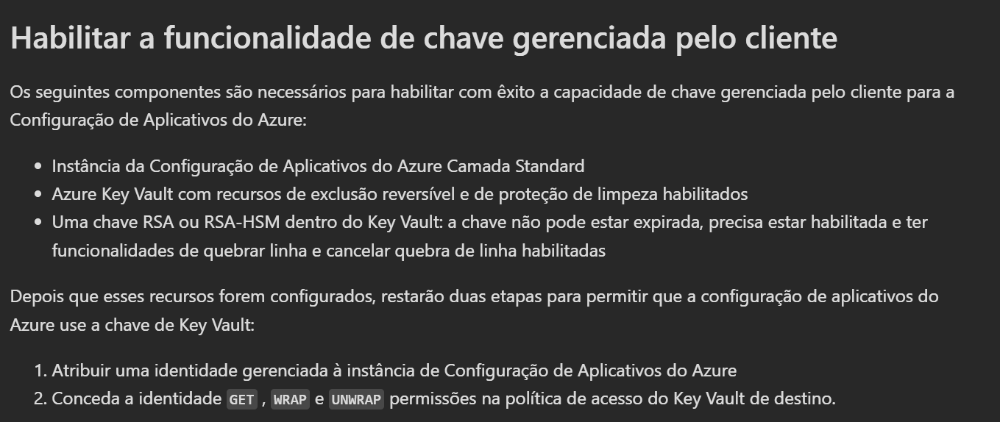 Habilitar a funcionalidade de chave gerenciada pelo cliente
Os seguintes componentes são necessários para habilitar com êxito a capacidade de chave gerenciada pelo cliente para a
Configuração de Aplicativos do Azure:
• Instância da Configuração de Aplicativos do Azure Camada Standard
• Azure Key Vault com recursos de exclusão reversível e de proteção de limpeza habilitados
• Uma chave RSA ou RSA-HSM dentro do Key Vault: a chave não pode estar expirada, precisa estar habilitada e ter
funcionalidades de quebrar linha e cancelar quebra de linha habilitadas
Depois que esses recursos forem configurados, restarão duas etapas para permitir que a configuração de aplicativos do
Azure use a chave de Key Vault:
1. Atribuir uma identidade gerenciada à instância de Configuração de Aplicativos do Azure
2. Conceda a identidade GET , WRAP e UNWRAP permissões na política de acesso do Key Vault de destino.